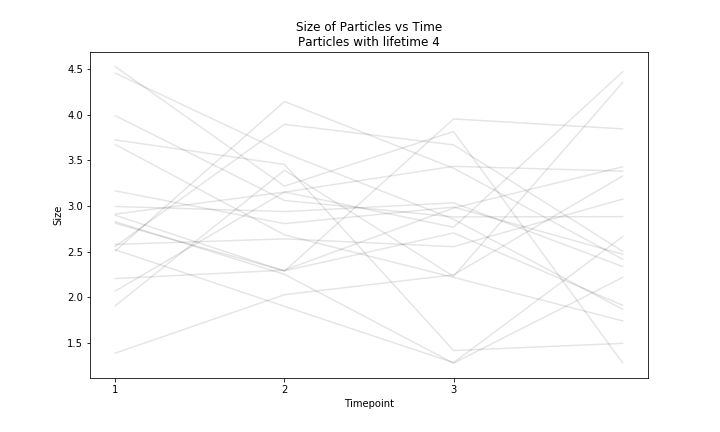 Size of Particles vs Time
Particles with lifetime 4
4.5
4.0
3.5
3.0
2.5
2.0
1.5
Size
1 2 3
Timepoint